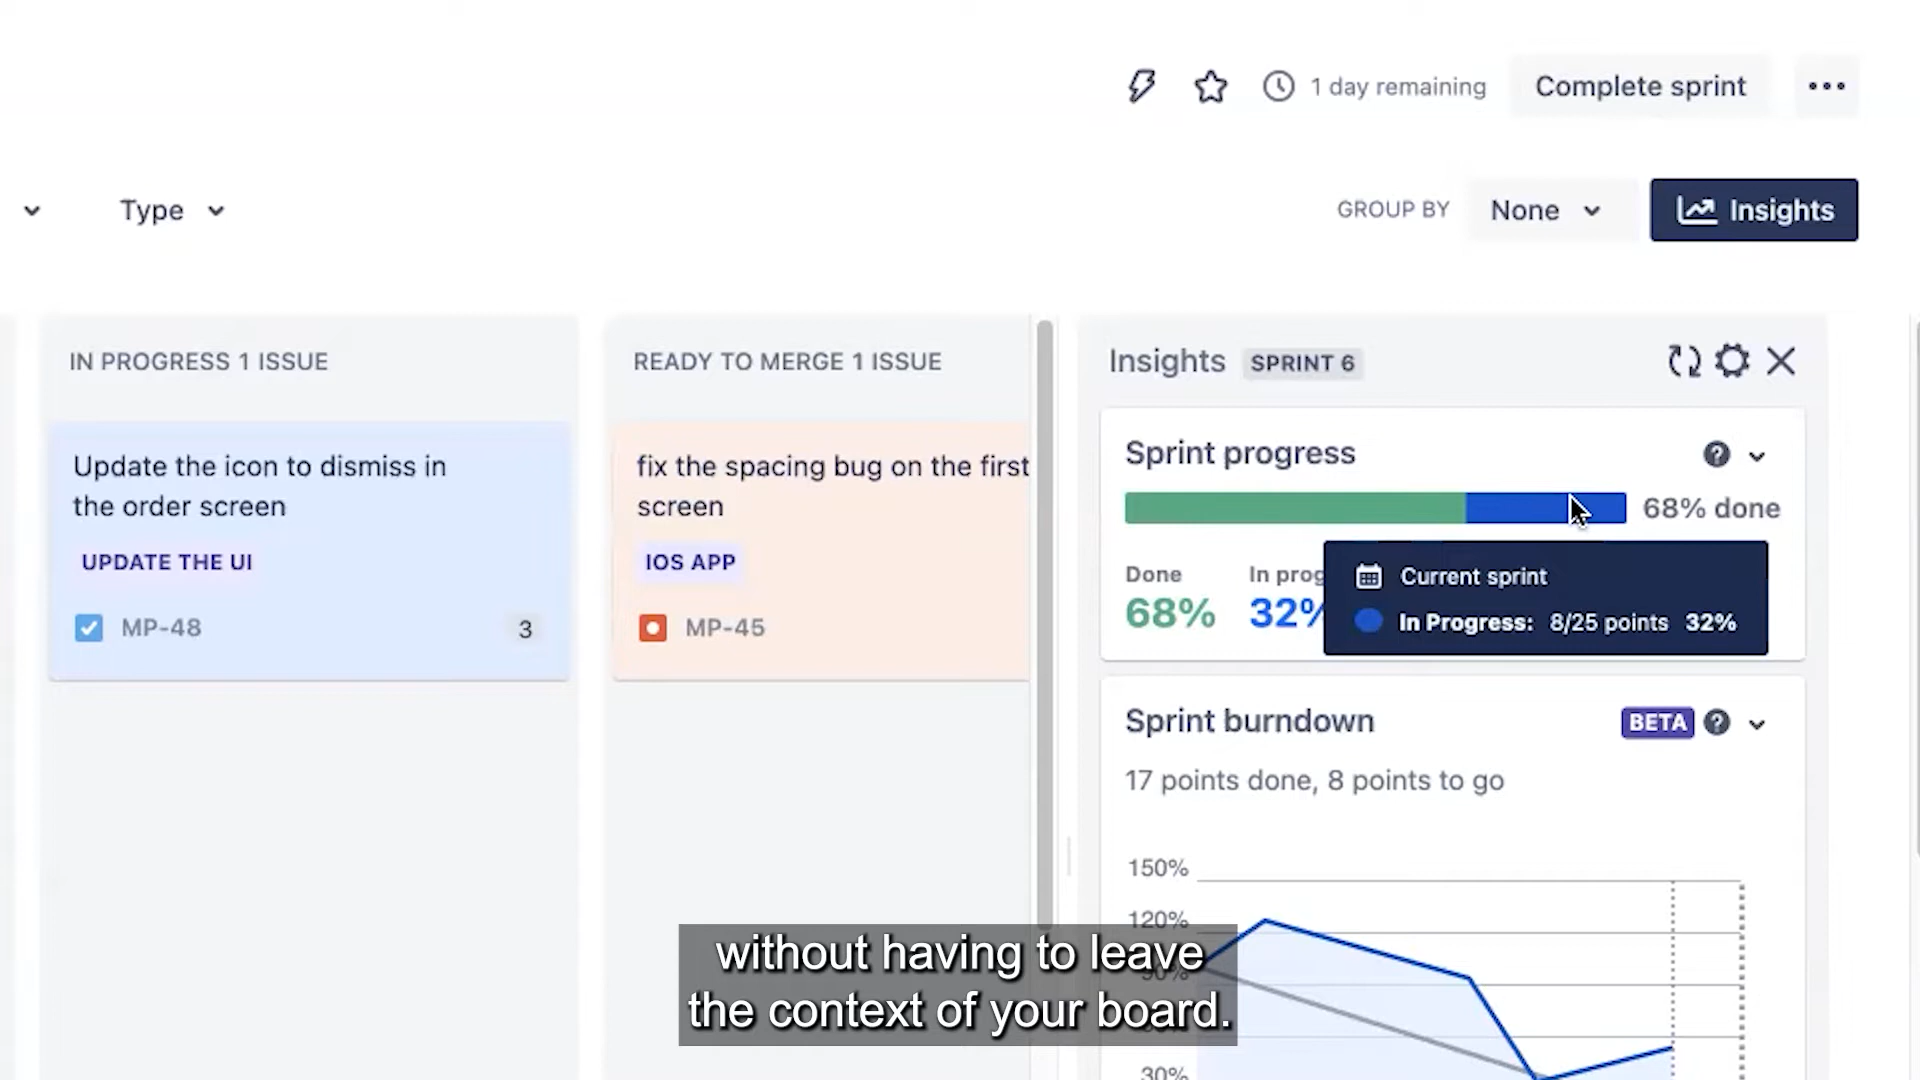 1 day remaining
Complete sprint
Type
GROUP BY
None
Insights
IN PROGRESS 1 ISSUE
Update the icon to dismiss in
the order screen
UPDATE THE UI
MP-48
3
READY TO MERGE 1 ISSUE
fix the spacing bug on the first
screen
IOS APP
MP-45
Insights
SPRINT 6
Sprint progress
68% done
Done
68%
In prog
32%
Current sprint
In Progress: 8/25 points 32%
Sprint burndown
BETA
17 points done, 8 points to go
150%
120%
90%
30%
without having to leave
the context of your board.